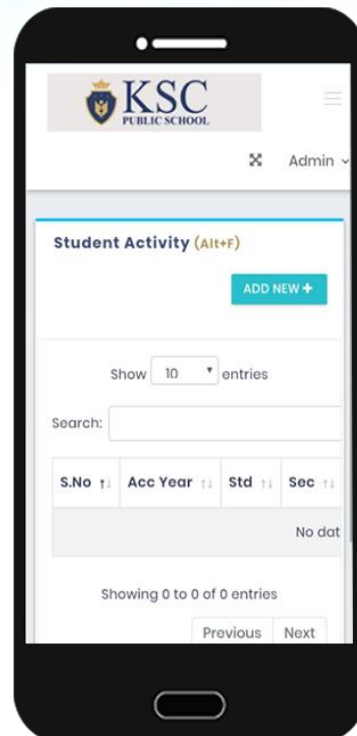 KSC
PUBLIC SCHOOL
Admin
Student Activity (Alt+F)
ADD NEW +
Show 10 entries
Search:
S.No Acc Year Std Sec
No dat
Showing 0 to 0 of 0 entries
Previous Next